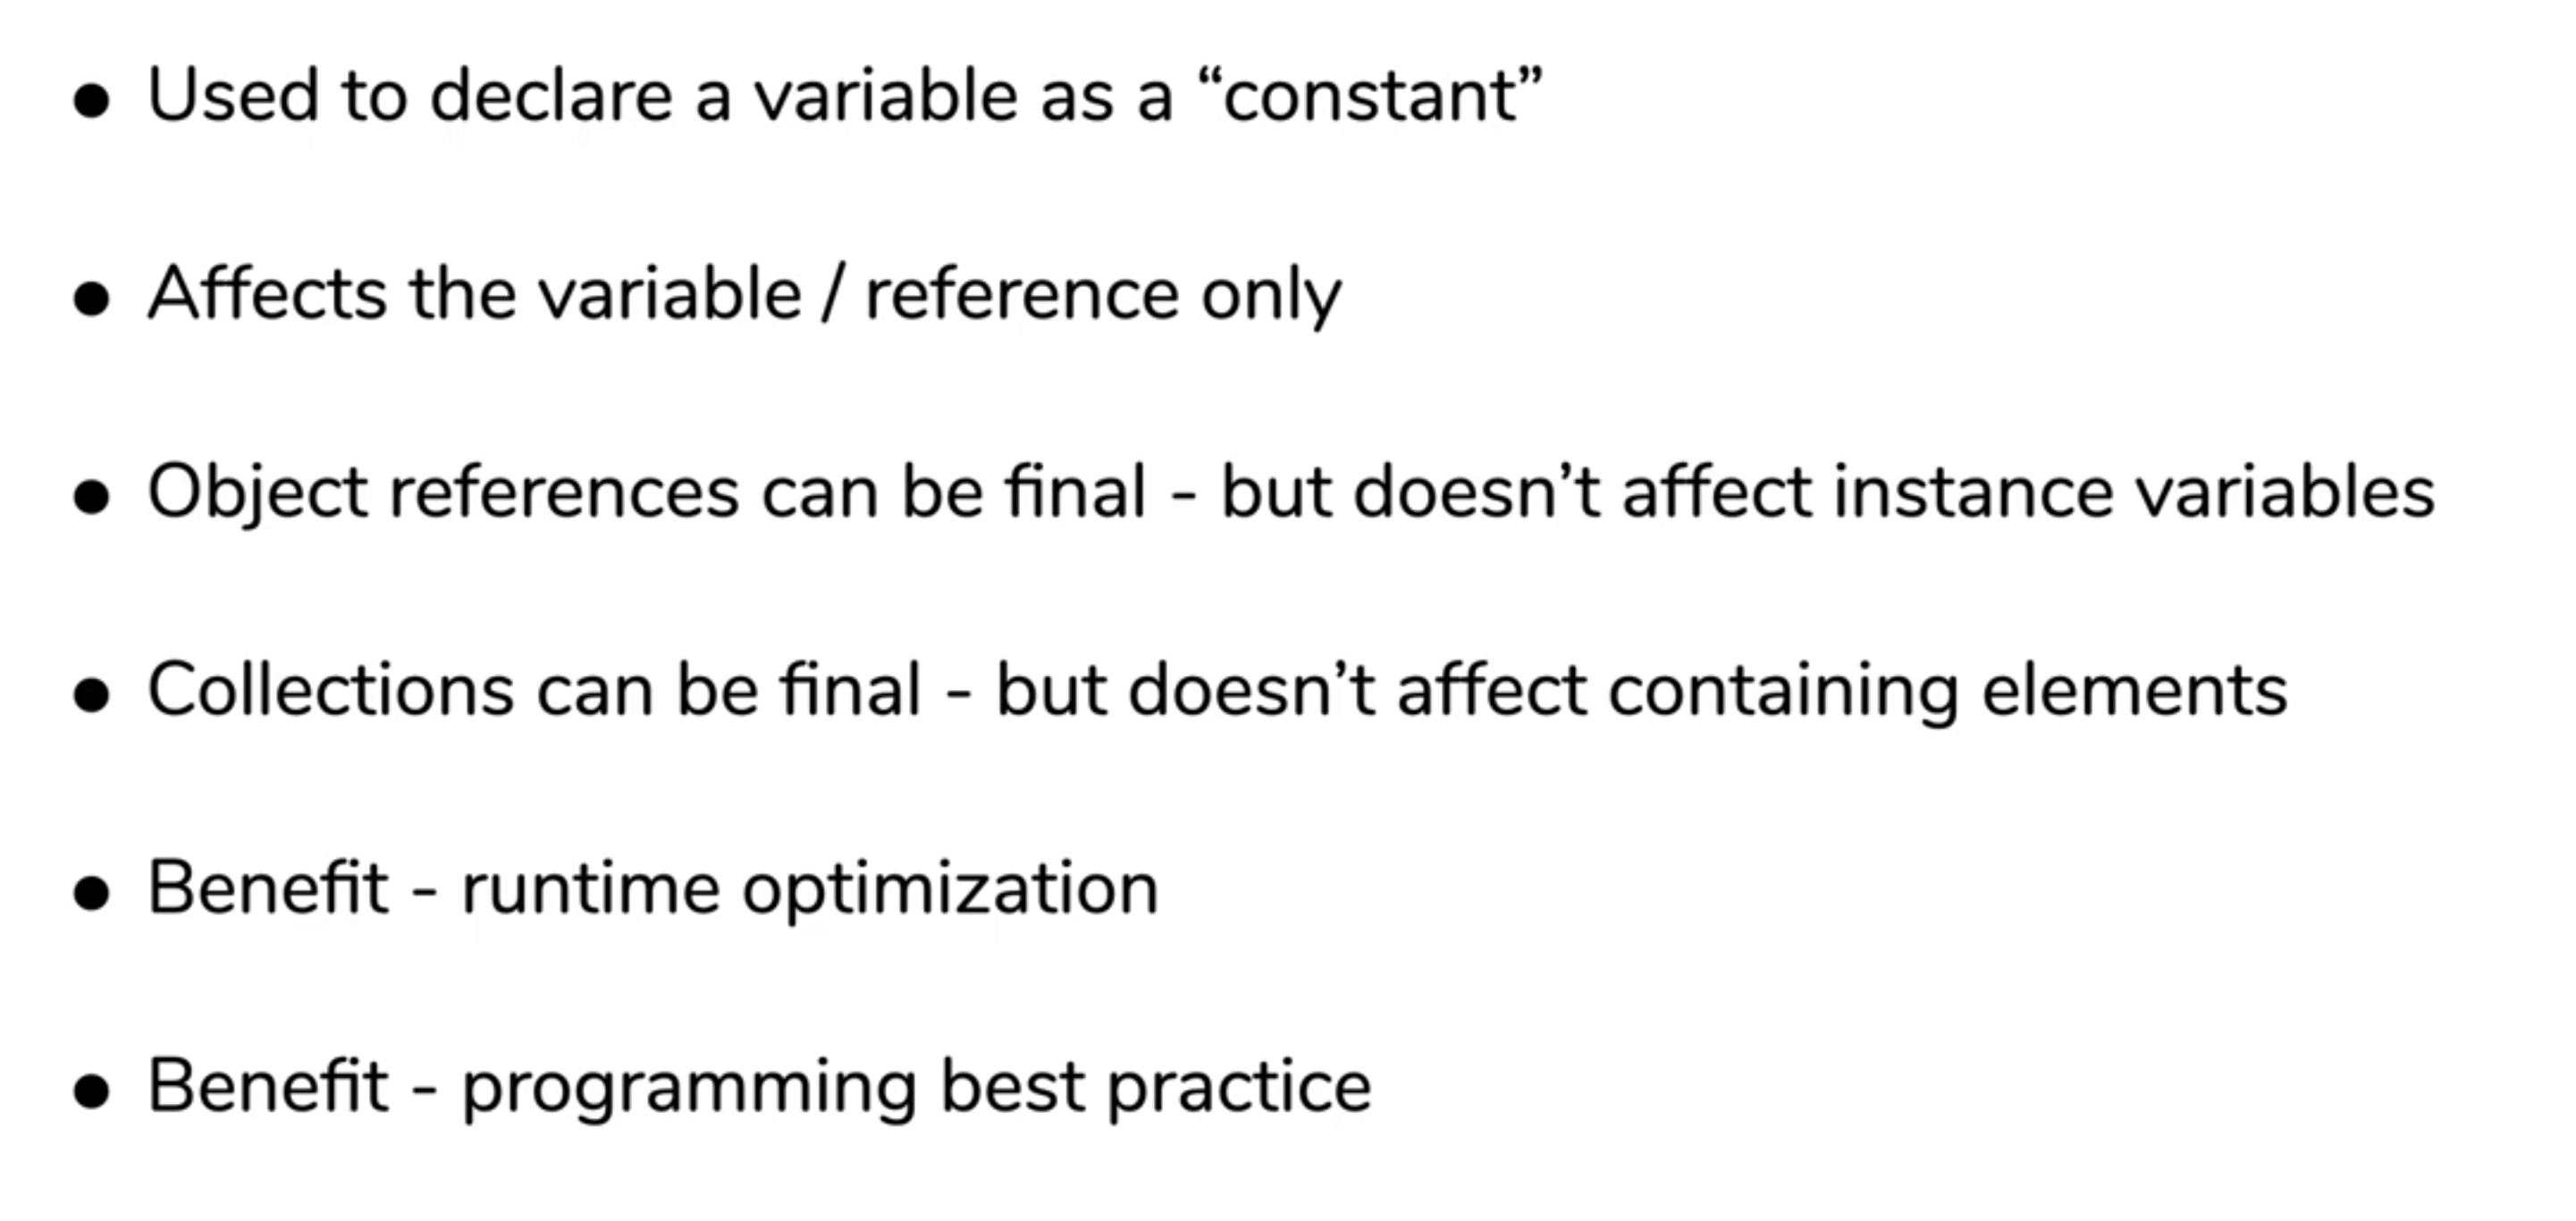 • Used to declare a variable as a “constant”
• Affects the variable / reference only
• Object references can be final - but doesn’t affect instance variables
• Collections can be final - but doesn’t affect containing elements
• Benefit - runtime optimization
• Benefit - programming best practice